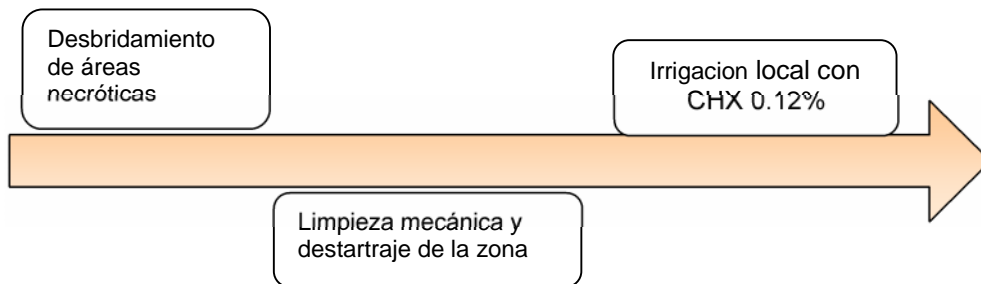 Desbridamiento
de áreas
necróticas
Limpieza mecánica y
destartraje de la zona
Irrigacion local con
CHX 0.12%